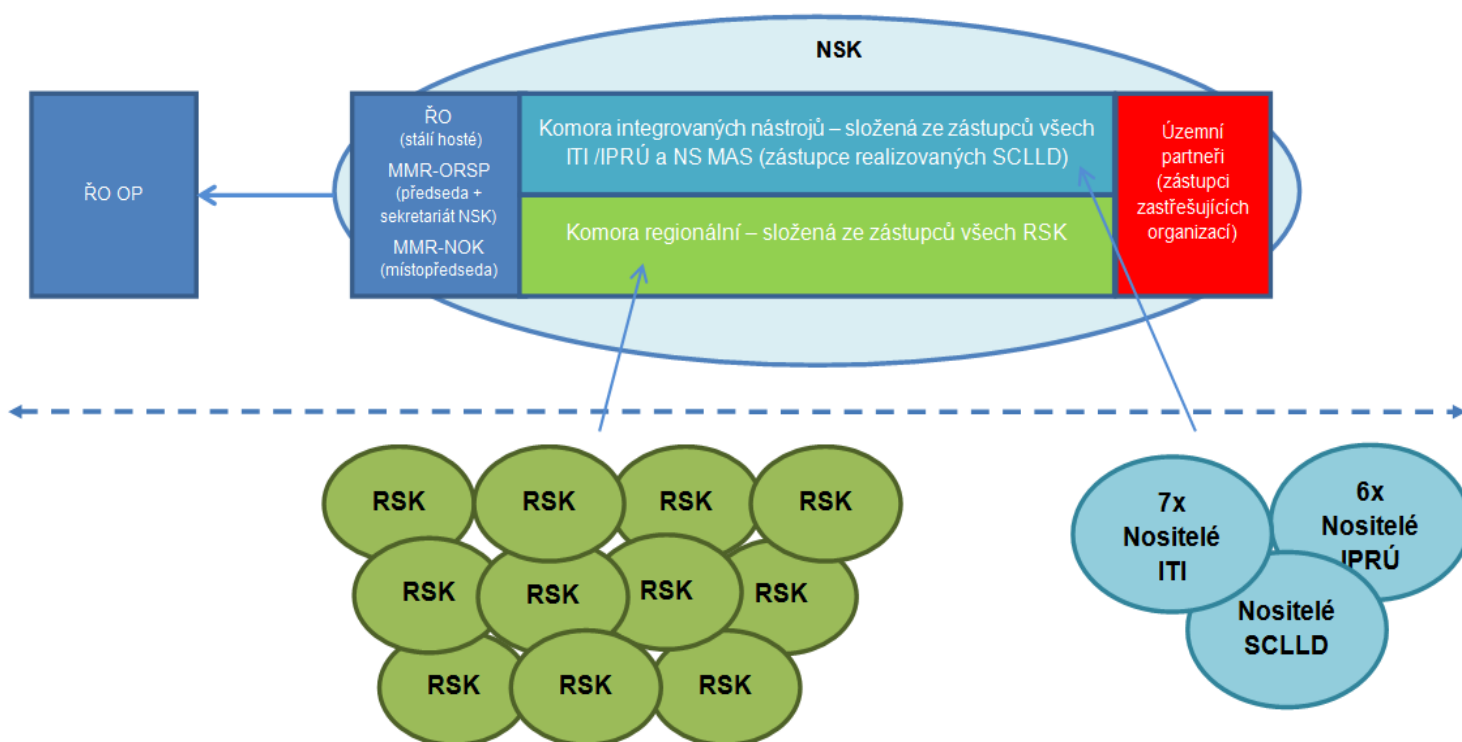 NSK
ŘO OP
ŘO
(stálí hosté)
MMR-ORSP
(předseda +
sekretariát NSK)
MMR-NOK
(místopředseda)
Komora integrovaných nástrojů – složená ze zástupců všech
ITI /IPRÚ a NS MAS (zástupce realizovaných SCLLD)
Komora regionální – složená ze zástupců všech RSK
Územní
partneři
(zástupci
zastřešujících
organizací)
RSK
RSK
RSK
RSK
RSK
RSK
RSK
RSK
RSK
RSK
RSK
7x
Nositelé
ITI
6x
Nositelé
IPRÚ
Nositelé
SCLLD